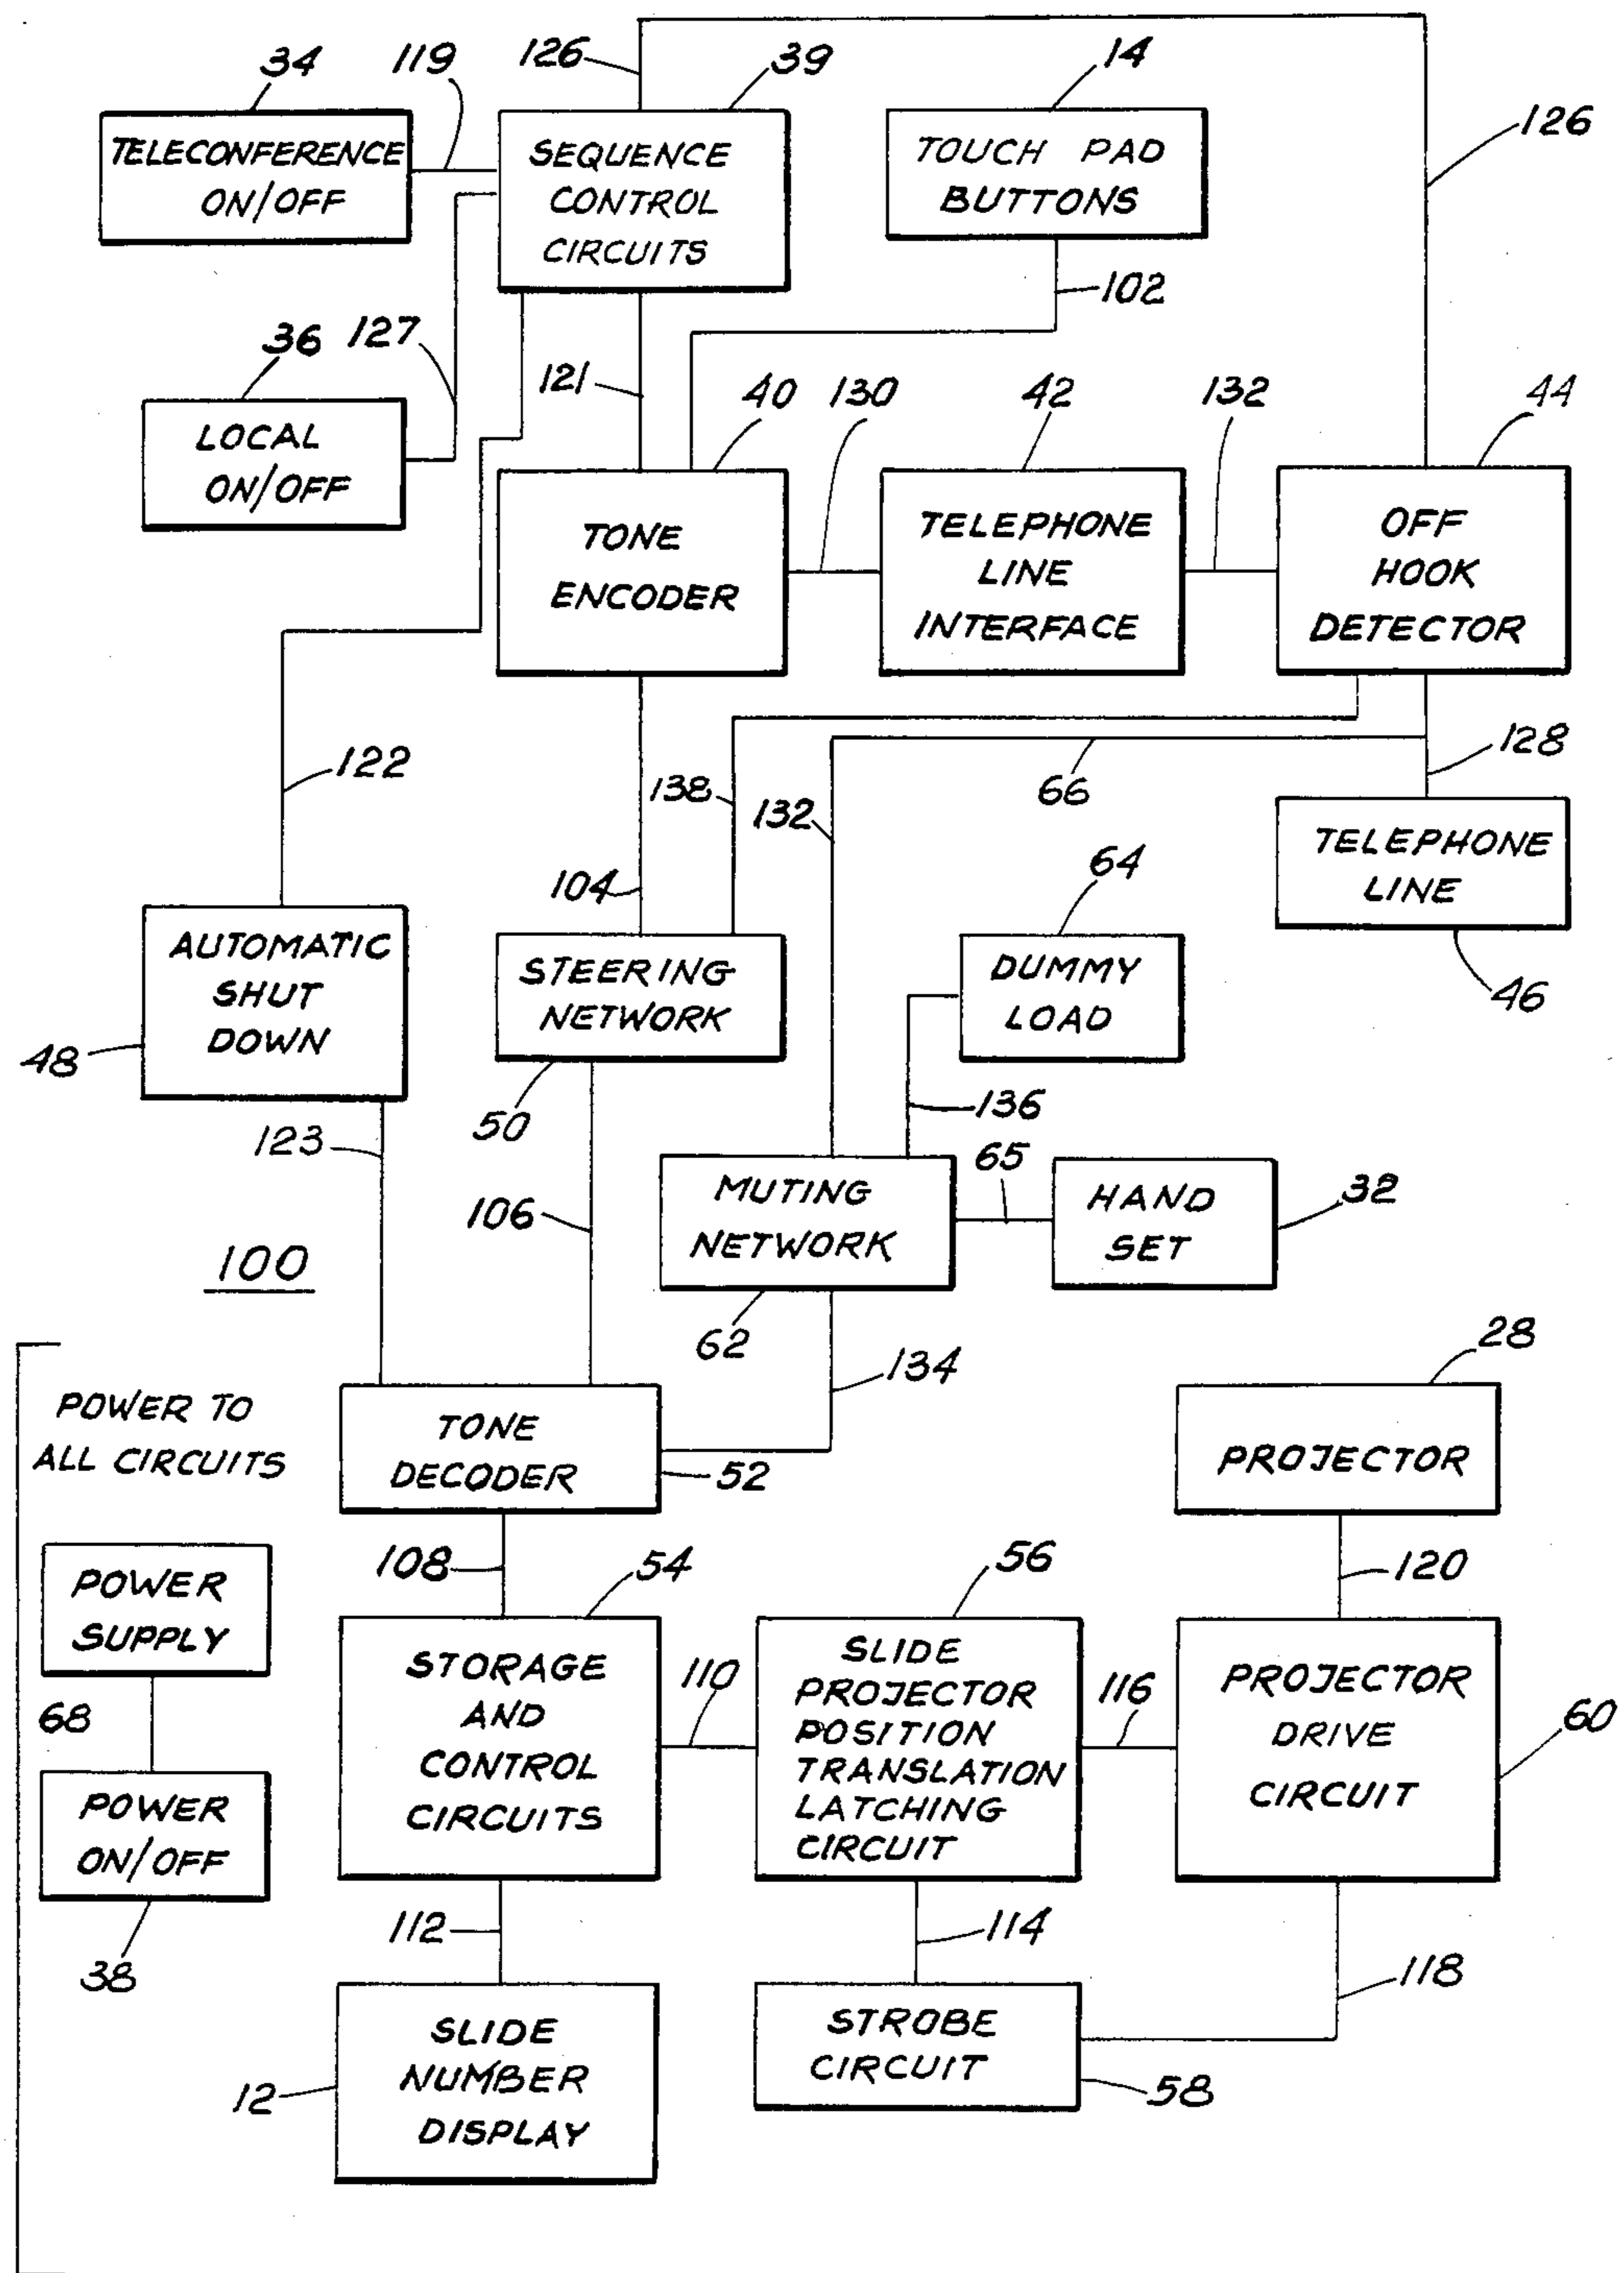 34
119
126
39
14
TELECONFERENCE
ON/OFF
SEQUENCE
CONTROL
CIRCUITS
TOUCH PAD
BUTTONS
126
102
36
127
LOCAL
ON/OFF
121
40
130
42
132
44
TONE
ENCODER
TELEPHONE
LINE
INTERFACE
OFF
HOOK
DETECTOR
122
138
132
66
128
TELEPHONE
LINE
46
104
64
AUTOMATIC
SHUT
DOWN
48
STEERING
NETWORK
50
DUMMY
LOAD
136
123
106
65
MUTING
NETWORK
62
HAND
SET
32
100
134
28
POWER TO
ALL CIRCUITS
TONE
DECODER
52
PROJECTOR
108
54
56
120
POWER
SUPPLY
68
POWER
ON/OFF
38
STORAGE
AND
CONTROL
CIRCUITS
110
SLIDE
PROJECTOR
POSITION
TRANSLATION
LATCHING
CIRCUIT
116
PROJECTOR
DRIVE
CIRCUIT
60
112
114
118
SLIDE
NUMBER
DISPLAY
12
STROBE
CIRCUIT
58